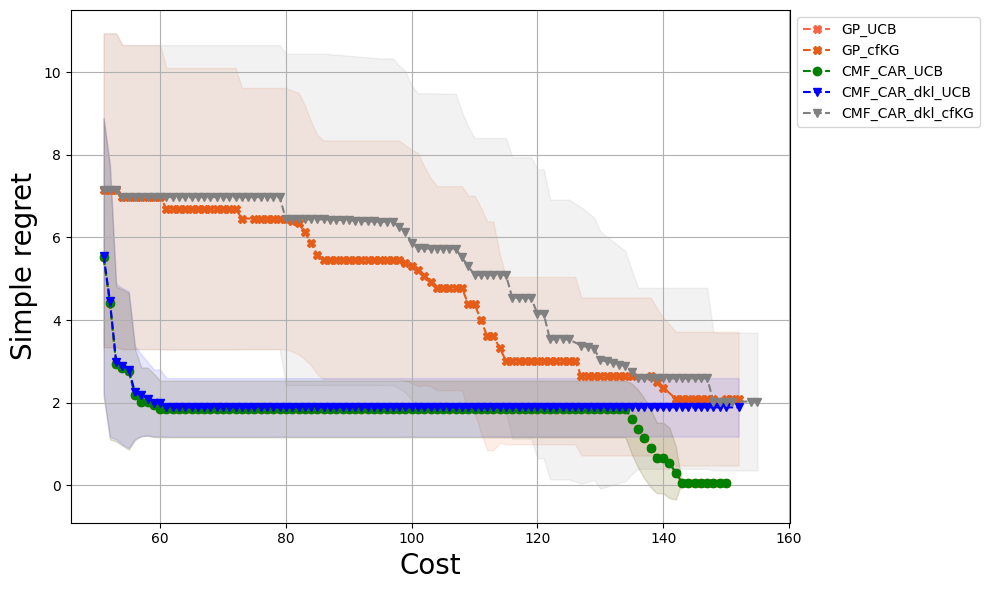 GP_UCB
GP_cfKG
CMF_CAR_UCB
CMF_CAR_dkl_UCB
CMF_CAR_dkl_cfKG
Simple regret
10
8
6
4
2
0
60 80 100 120 140 160
Cost